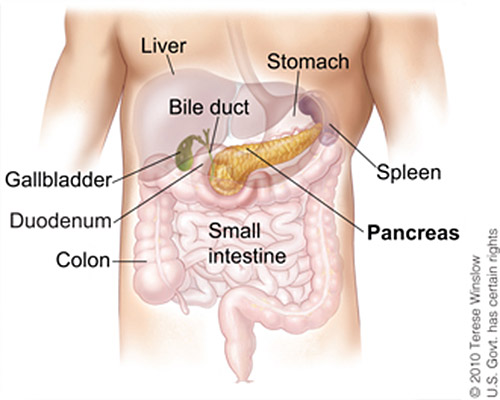 Liver
Stomach
Bile duct
Gallbladder
Spleen
Duodenum
Small
intestine
Pancreas
Colon
© 2010 Terese Winslow
U.S. Govt. has certain rights